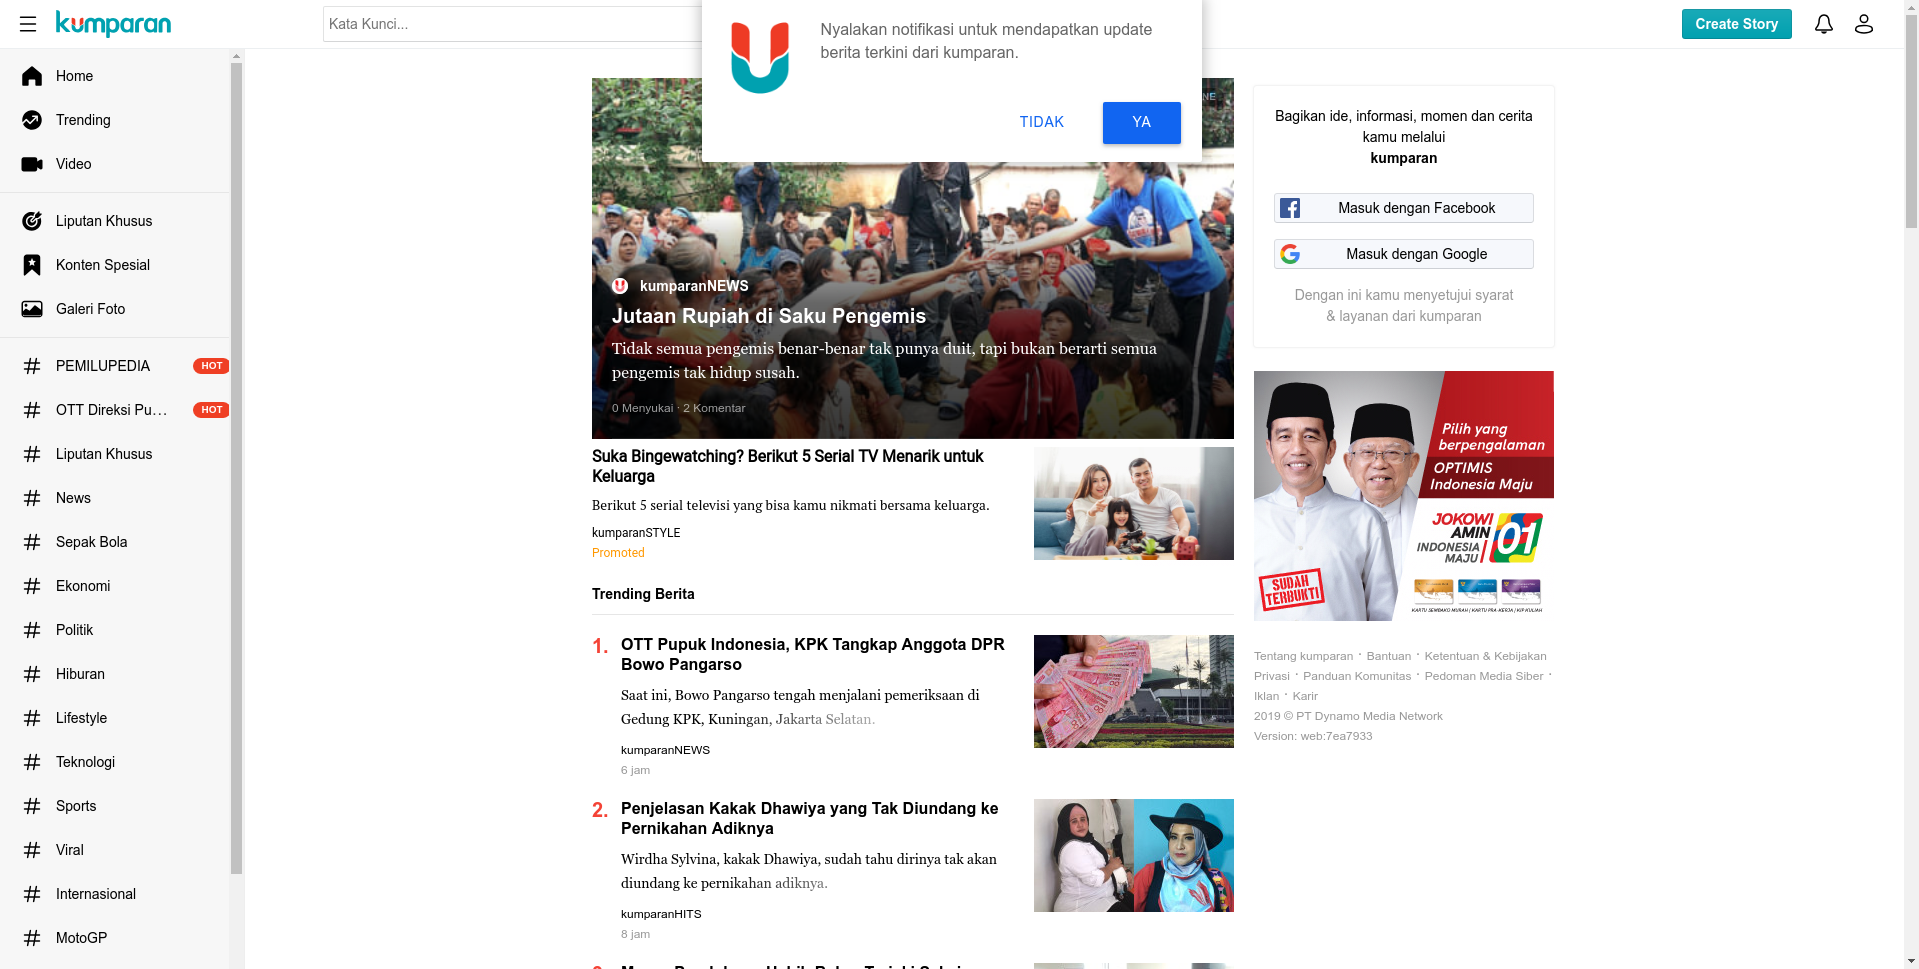 kumparan
Kata Kunci...
Nyalakan notifikasi untuk mendapatkan update
berita terkini dari kumparan.
TIDAK
YA
Create Story
Home
Trending
Video
Liputan Khusus
Konten Spesial
Galeri Foto
PEMILUPEDIA HOT
OTT Direksi Pu... HOT
Liputan Khusus
News
Sepak Bola
Ekonomi
Politik
Hiburan
Lifestyle
Teknologi
Sports
Viral
Internasional
MotoGP
kumparanNEWS
Jutaan Rupiah di Saku Pengemis
Tidak semua pengemis benar-benar tak punya duit, tapi bukan berarti semua
pengemis tak hidup susah.
0 Menyukai · 2 Komentar
Suka Bingewatching? Berikut 5 Serial TV Menarik untuk
Keluarga
Berikut 5 serial televisi yang bisa kamu nikmati bersama keluarga.
kumparanSTYLE
Promoted
Trending Berita
1. OTT Pupuk Indonesia, KPK Tangkap Anggota DPR
Bowo Pangarso
Saat ini, Bowo Pangarso tengah menjalani pemeriksaan di
Gedung KPK, Kuningan, Jakarta Selatan.
kumparanNEWS
6 jam
2. Penjelasan Kakak Dhawiya yang Tak Diundang ke
Pernikahan Adiknya
Wirdha Sylvina, kakak Dhawiya, sudah tahu dirinya tak akan
diundang ke pernikahan adiknya.
kumparanHITS
8 jam
Bagikan ide, informasi, momen dan cerita
kamu melalui
kumparan
Masuk dengan Facebook
Masuk dengan Google
Dengan ini kamu menyetujui syarat
& layanan dari kumparan
Pilih yang
berpengalaman
OPTIMIS
Indonesia Maju
JOKOWI
AMIN
INDONESIA
MAJU
01
SUDAH
TERBUKTI
KARTU SEMBAKO MURAH | KARTU PRA-KERJA | KIP KULIAH
Tentang kumparan · Bantuan · Ketentuan & Kebijakan
Privasi · Panduan Komunitas · Pedoman Media Siber ·
Iklan · Karir
2019 © PT Dynamo Media Network
Version: web:7ea7933